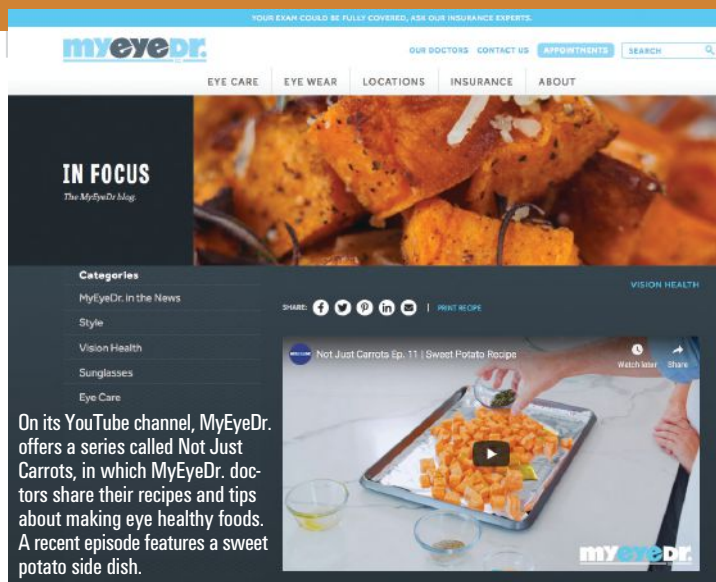 YOUR EXAM COULD BE FULLY COVERED, ASK OUR INSURANCE EXPERTS.
myeyeDr.
OUR DOCTORS CONTACT US APPOINTMENTS SEARCH
EYE CARE EYE WEAR LOCATIONS INSURANCE ABOUT
IN FOCUS
The MyEyeDr blog.
Categories
MyEyeDr. in the News
Style
Vision Health
Sunglasses
Eye Care
VISION HEALTH
SHARE: | PRINT RECIPE
Not Just Carrots Ep. 11 | Sweet Potato Recipe
Watch later Share
myeyeDr.
On its YouTube channel, MyEyeDr.
offers a series called Not Just
Carrots, in which MyEyeDr. doc-
tors share their recipes and tips
about making eye healthy foods.
A recent episode features a sweet
potato side dish.